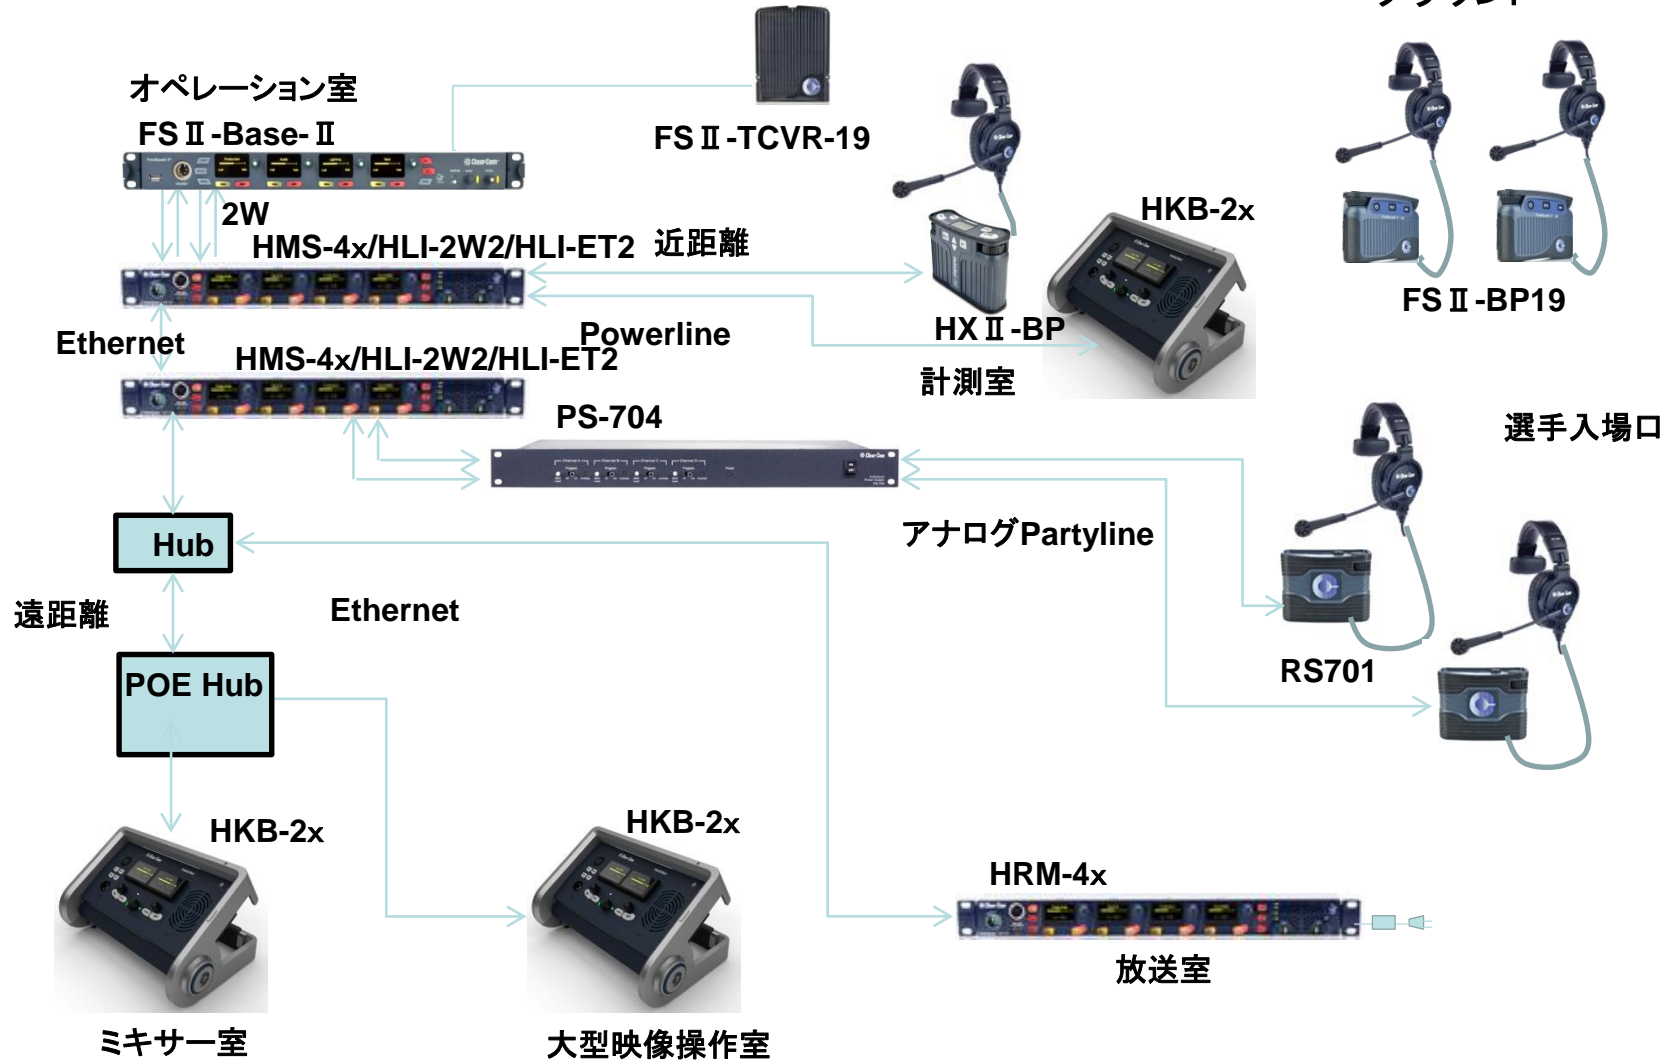 オペレーション室
FSⅡ-Base-Ⅱ
Clear-Com
FSⅡ-TCVR-19
2W
HMS-4x/HLI-2W2/HLI-ET2
近距離
HKB-2x
FSⅡ-BP19
Ethernet
Powerline
HXⅡ-BP
HMS-4x/HLI-2W2/HLI-ET2
計測室
PS-704
選手入場口
Hub
アナログPartyline
遠距離
Ethernet
RS701
POE Hub
HKB-2x
HKB-2x
HRM-4x
放送室
ミキサー室
大型映像操作室